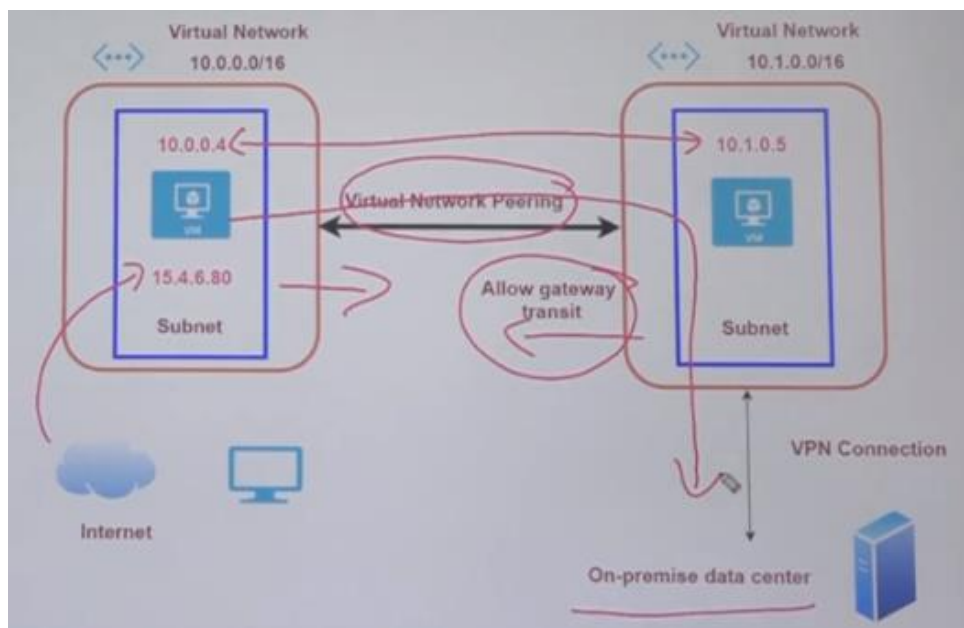 Virtual Network
10.0.0.0/16
Virtual Network
10.1.0.0/16
10.0.0.4
10.1.0.5
VM
Virtual Network Peering
VM
15.4.6.80
Allow gateway
transit
Subnet
Subnet
VPN Connection
Internet
On-premise data center